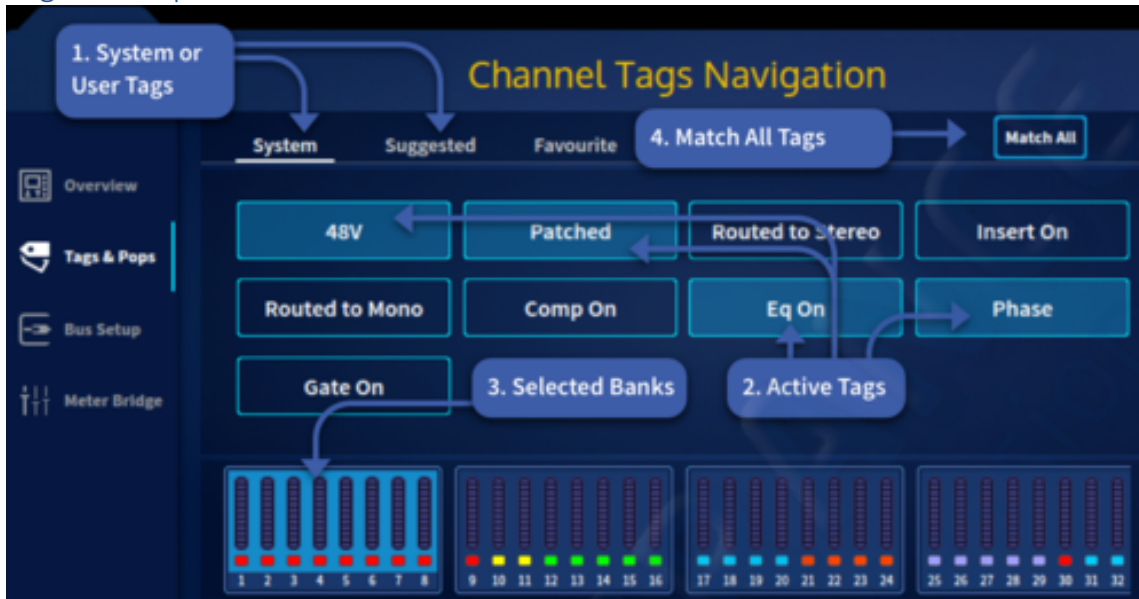 1. System or
User Tags
Channel Tags Navigation
System Suggested Favourite
4. Match All Tags
Match All
Overview
Tags & Pops
Bus Setup
Meter Bridge
48V Patched Routed to Stereo Insert On
Routed to Mono Comp On Eq On Phase
Gate On
3. Selected Banks
2. Active Tags
1 2 3 4 5 6 7 8 9 10 11 12 13 14 15 16 17 18 19 20 21 22 23 24 25 26 27 28 29 30 31 32